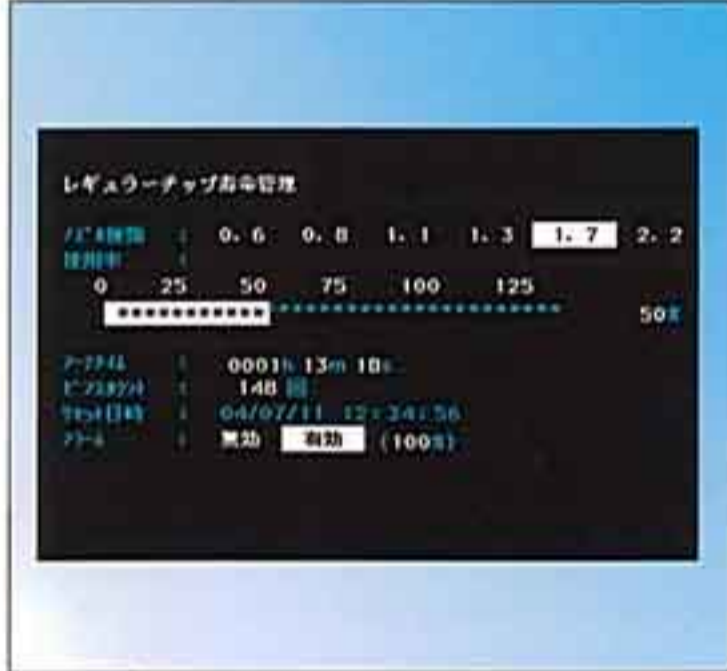 レギュラーチップ寿命管理
ノズル種類 : 0.6 0.8 1.1 1.3 1.7 2.2
使用率 :
0 25 50 75 100 125
50%
アークタイム : 0001h 13m 18s
ピアスカウント : 148 回
リセット日時 : 04/07/11 12:34:56
アラーム : 無効 有効 (100%)